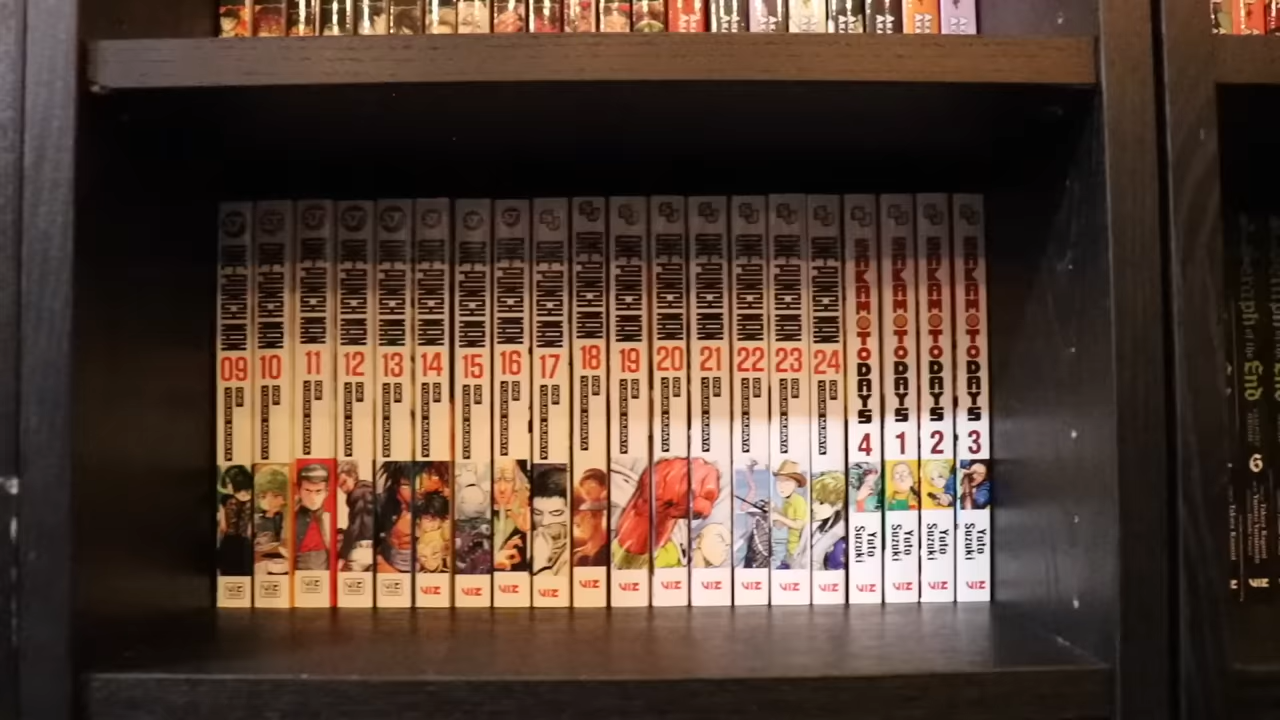 ONE-PUNCH MAN 09 ONE YUSUKE MURATA VIZ
ONE-PUNCH MAN 10 ONE YUSUKE MURATA VIZ
ONE-PUNCH MAN 11 ONE YUSUKE MURATA VIZ
ONE-PUNCH MAN 12 ONE YUSUKE MURATA VIZ
ONE-PUNCH MAN 13 ONE YUSUKE MURATA VIZ
ONE-PUNCH MAN 14 ONE YUSUKE MURATA VIZ
ONE-PUNCH MAN 15 ONE YUSUKE MURATA VIZ
ONE-PUNCH MAN 16 ONE YUSUKE MURATA VIZ
ONE-PUNCH MAN 17 ONE YUSUKE MURATA VIZ
ONE-PUNCH MAN 18 ONE YUSUKE MURATA VIZ
ONE-PUNCH MAN 19 ONE YUSUKE MURATA VIZ
ONE-PUNCH MAN 20 ONE YUSUKE MURATA VIZ
ONE-PUNCH MAN 21 ONE YUSUKE MURATA VIZ
ONE-PUNCH MAN 22 ONE YUSUKE MURATA VIZ
ONE-PUNCH MAN 23 ONE YUSUKE MURATA VIZ
ONE-PUNCH MAN 24 ONE YUSUKE MURATA VIZ
SAKAMOTO DAYS 4 Yuto Suzuki VIZ
SAKAMOTO DAYS 1 Yuto Suzuki VIZ
SAKAMOTO DAYS 2 Yuto Suzuki VIZ
SAKAMOTO DAYS 3 Yuto Suzuki VIZ
Seraph of the End 6